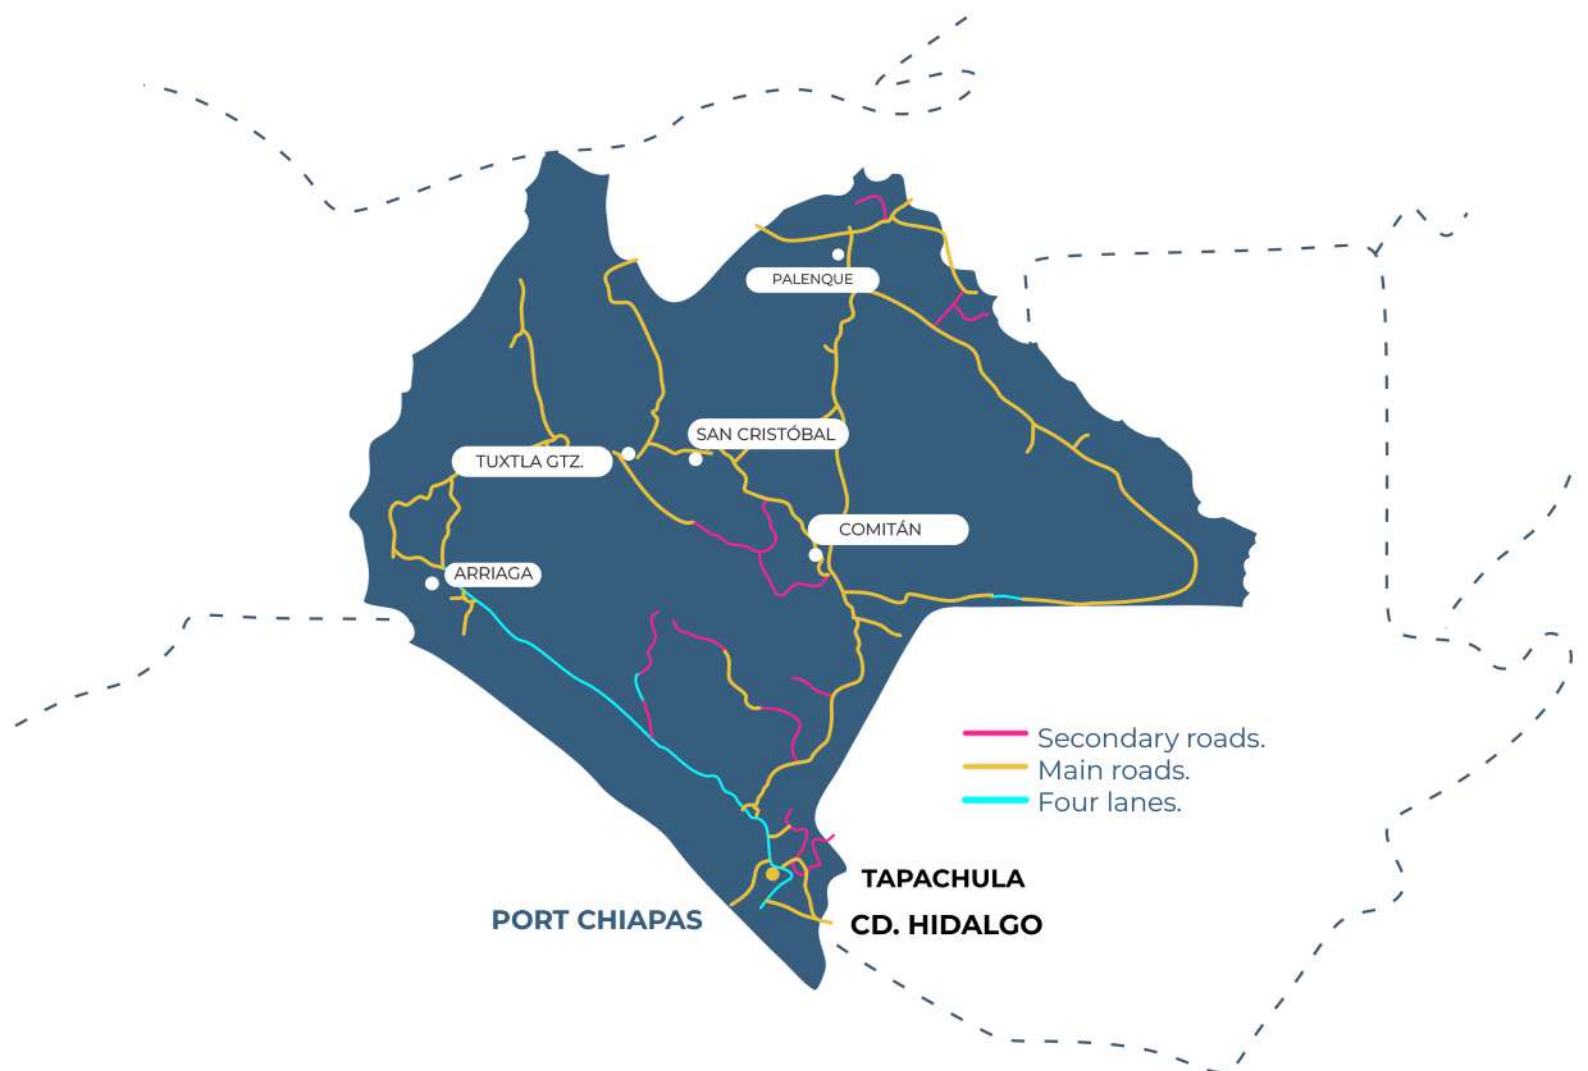 PALENQUE
SAN CRISTÓBAL
TUXTLA GTZ.
COMITÁN
ARRIAGA
Secondary roads.
Main roads.
Four lanes.
TAPACHULA
PORT CHIAPAS
CD. HIDALGO